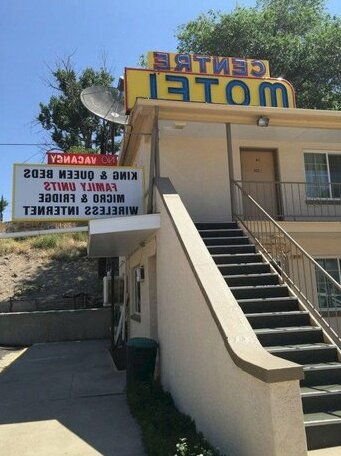 CENTRE
MOTEL
NO VACANCY
KING & QUEEN BEDS
FAMILY UNITS
MICRO & FRIDGE
WIRELESS INTERNET